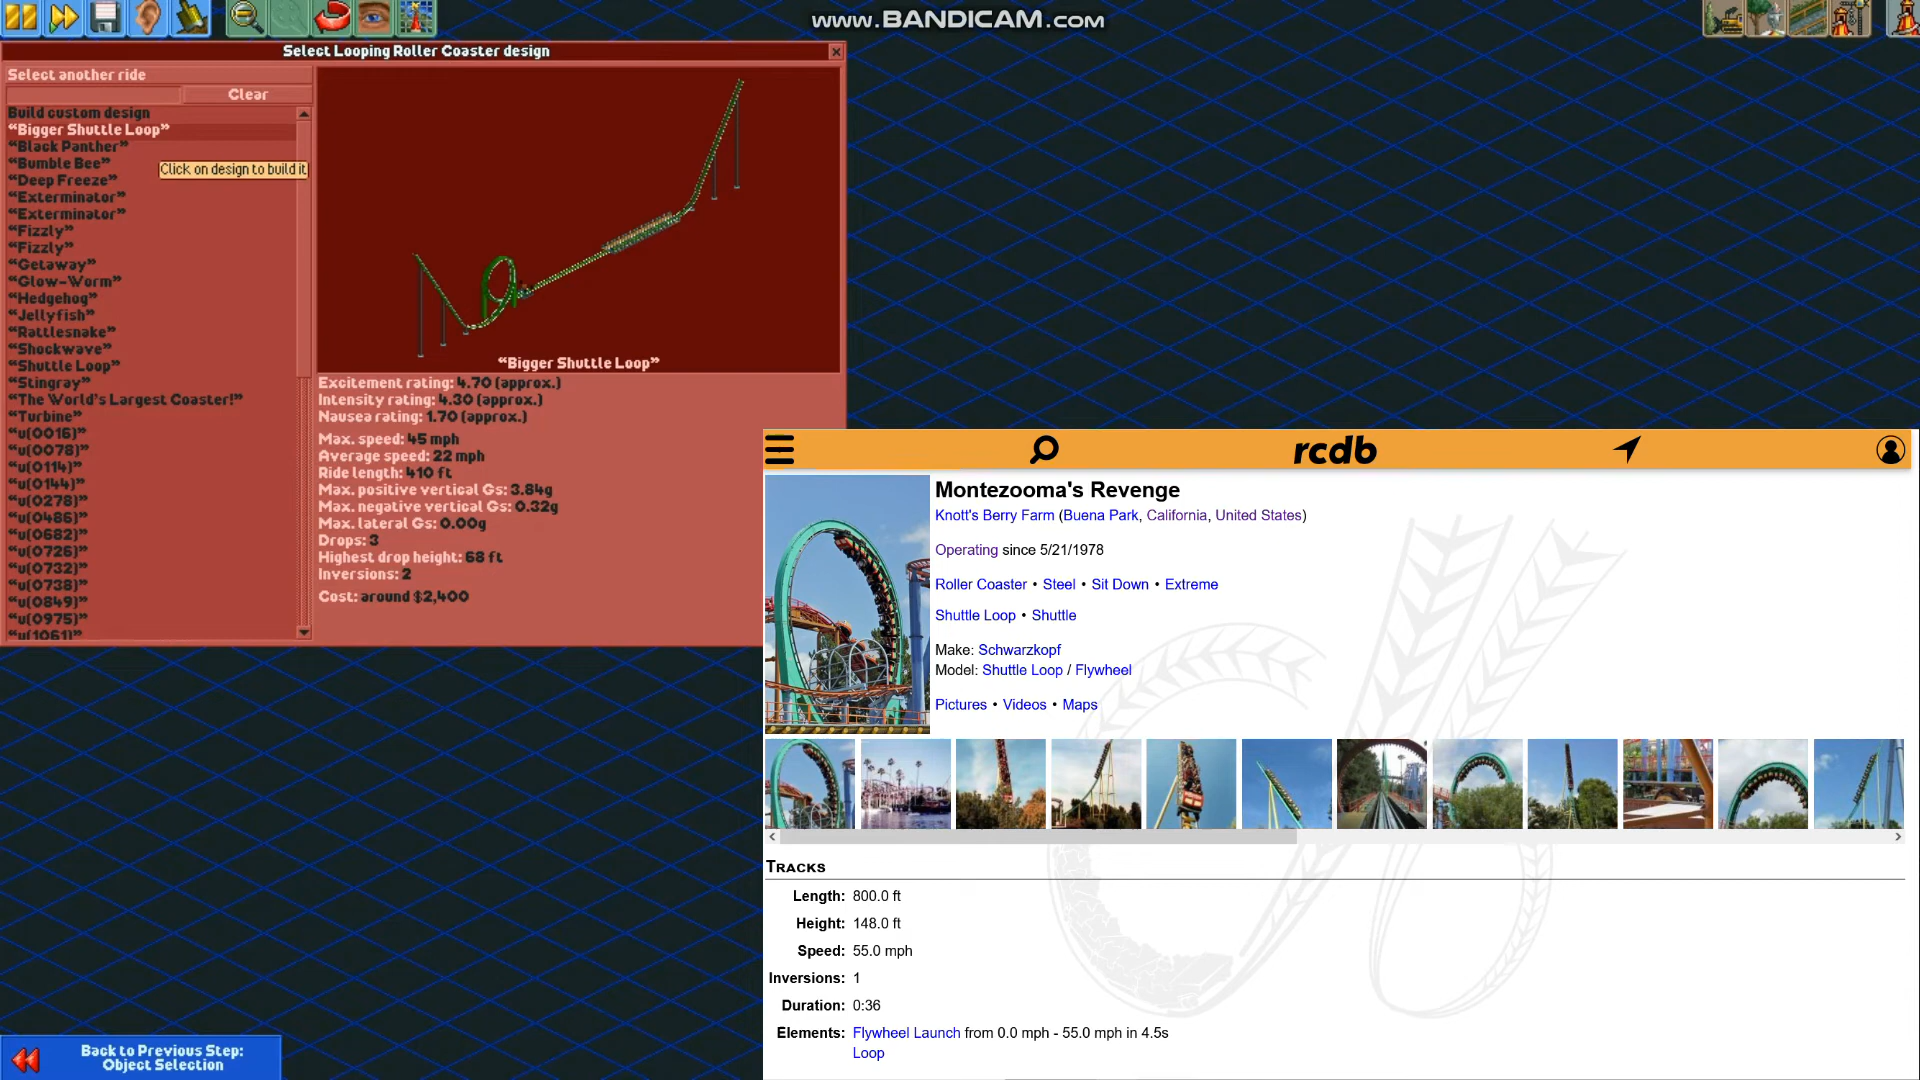 www.BANDICAM.com
Select Looping Roller Coaster design
Select another ride
Clear
Build custom design
“Bigger Shuttle Loop”
“Black Panther”
“Bumble Bee”
Click on design to build it
“Deep Freeze”
“Exterminator”
“Exterminator”
“Fizzly”
“Fizzly”
“Getaway”
“Glow-Worm”
“Hedgehog”
“Jellyfish”
“Rattlesnake”
“Shockwave”
“Shuttle Loop”
“Stingray”
“The World's Largest Coaster!”
“Turbine”
“u(0016)”
“u(0078)”
“u(0114)”
“u(0144)”
“u(0278)”
“u(0486)”
“u(0682)”
“u(0726)”
“u(0732)”
“u(0738)”
“u(0849)”
“u(0975)”
“u(1061)”
“Bigger Shuttle Loop”
Excitement rating: 4.70 (approx.)
Intensity rating: 4.30 (approx.)
Nausea rating: 1.70 (approx.)
Max. speed: 45 mph
Average speed: 22 mph
Ride length: 410 ft
Max. positive vertical Gs: 3.84g
Max. negative vertical Gs: 0.32g
Max. lateral Gs: 0.00g
Drops: 3
Highest drop height: 68 ft
Inversions: 2
Cost: around $2,400
rcdb
Montezooma's Revenge
Knott's Berry Farm (Buena Park, California, United States)
Operating since 5/21/1978
Roller Coaster • Steel • Sit Down • Extreme
Shuttle Loop • Shuttle
Make: Schwarzkopf
Model: Shuttle Loop / Flywheel
Pictures • Videos • Maps
Tracks
Length: 800.0 ft
Height: 148.0 ft
Speed: 55.0 mph
Inversions: 1
Duration: 0:36
Elements: Flywheel Launch from 0.0 mph - 55.0 mph in 4.5s
Loop
Back to Previous Step:
Object Selection